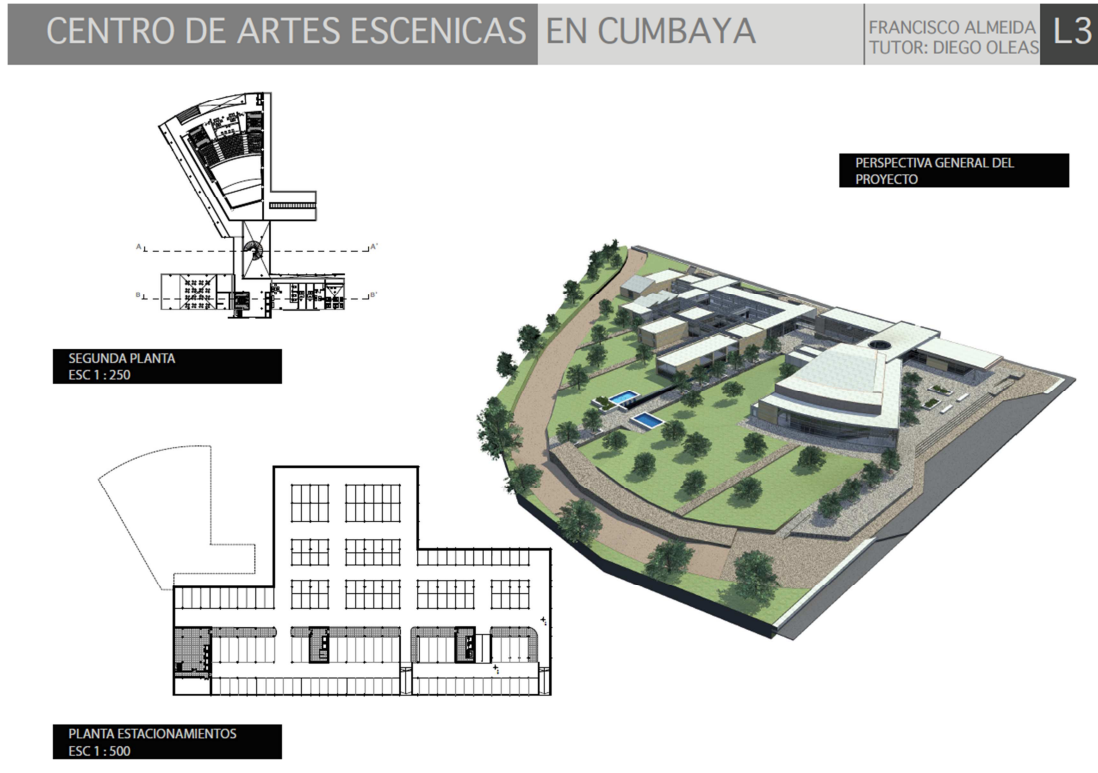 CENTRO DE ARTES ESCENICAS EN CUMBAYA
FRANCISCO ALMEIDA
TUTOR: DIEGO OLEAS
L3
PERSPECTIVA GENERAL DEL
PROYECTO
A
A'
B
B'
SEGUNDA PLANTA
ESC 1 : 250
PLANTA ESTACIONAMIENTOS
ESC 1 : 500